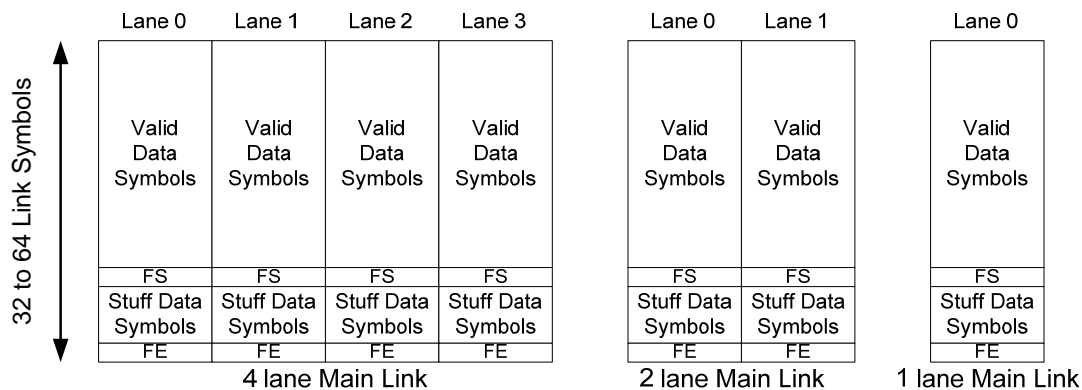 Lane 0 Lane 1 Lane 2 Lane 3 Lane 0 Lane 1 Lane 0
32 to 64 Link Symbols
Valid Valid Valid Valid Valid Valid Valid
Data Data Data Data Data Data Data
Symbols Symbols Symbols Symbols Symbols Symbols Symbols
FS FS FS FS FS FS FS
Stuff Data Stuff Data Stuff Data Stuff Data Stuff Data Stuff Data Stuff Data
Symbols Symbols Symbols Symbols Symbols Symbols Symbols
FE FE FE FE FE FE FE
4 lane Main Link 2 lane Main Link 1 lane Main Link